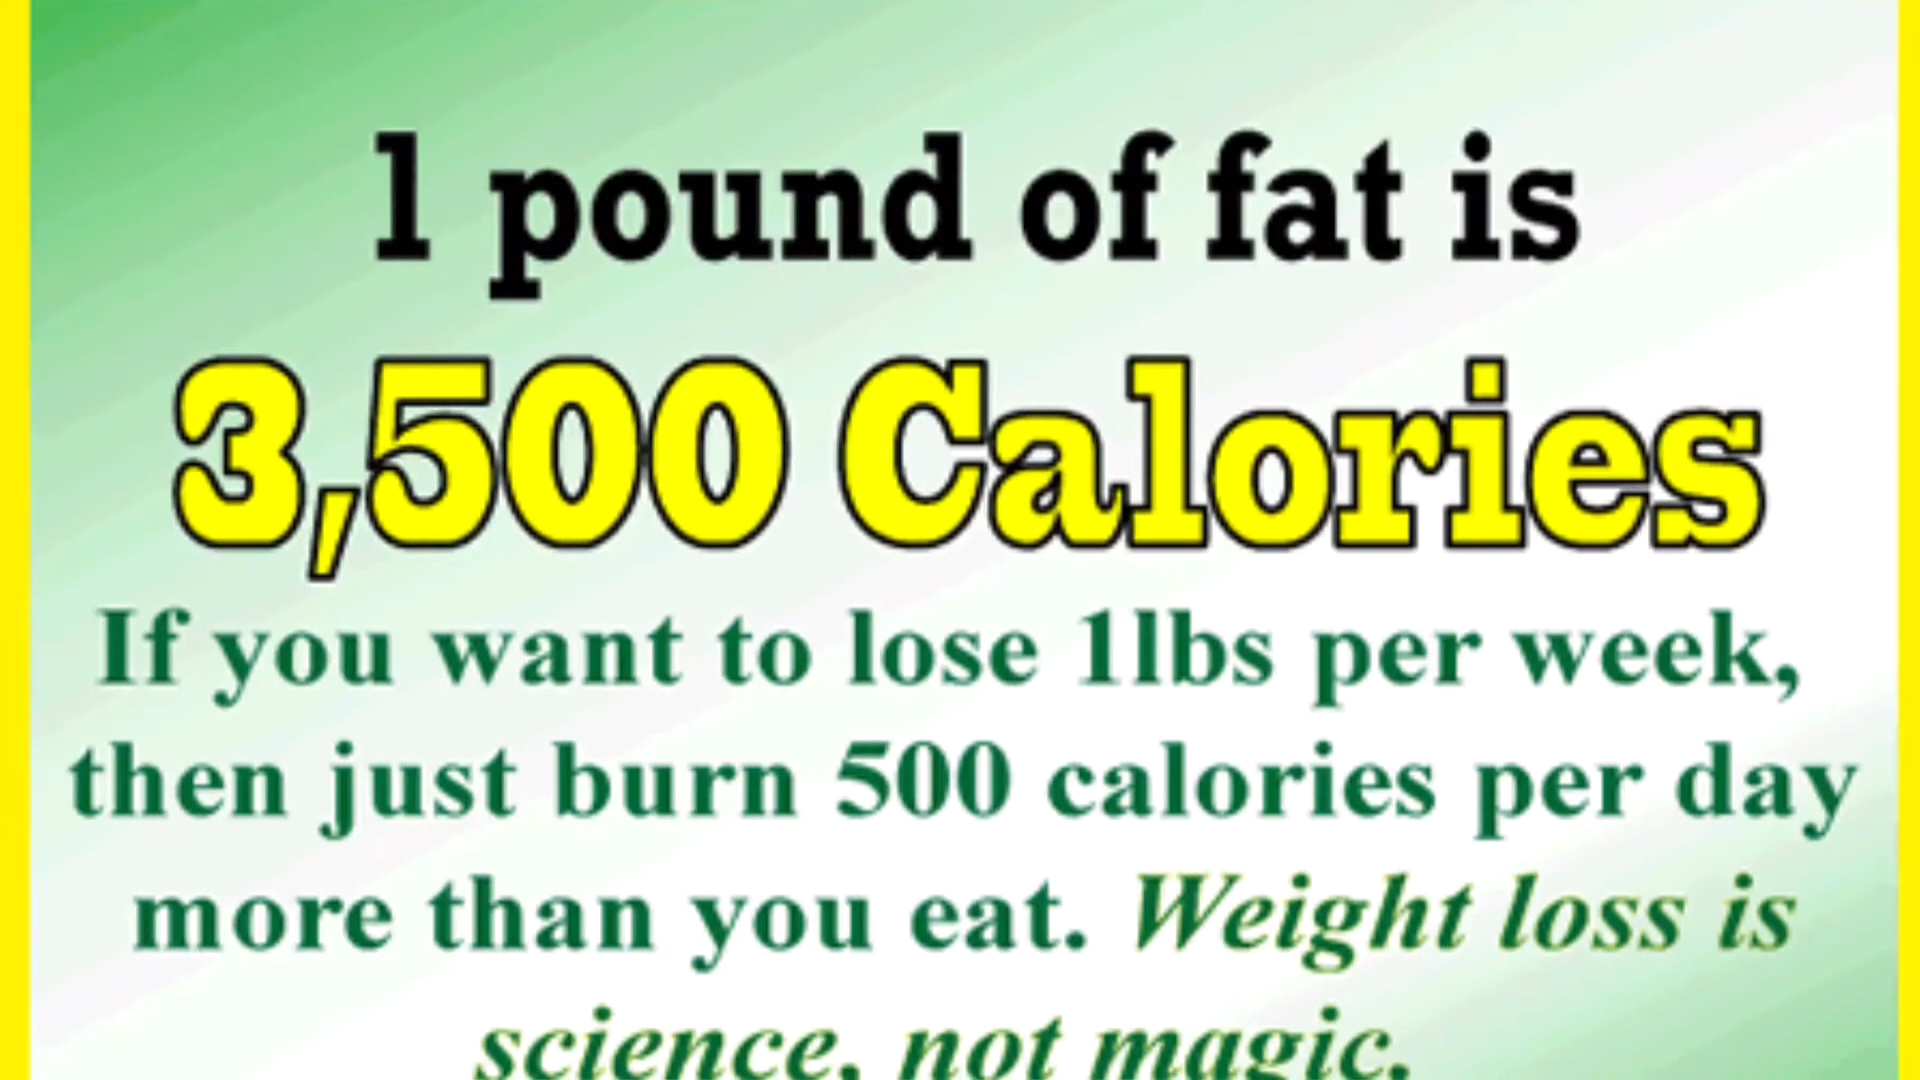 1 pound of fat is
3,500 Calories
If you want to lose 1lbs per week,
then just burn 500 calories per day
more than you eat. Weight loss is
science, not magic.